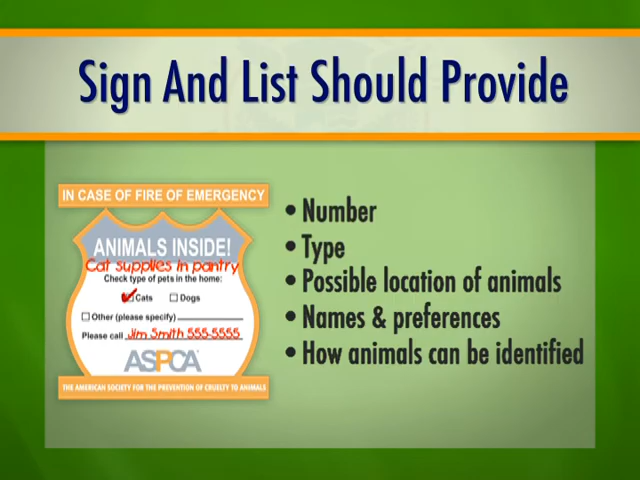 Sign And List Should Provide
IN CASE OF FIRE OF EMERGENCY
ANIMALS INSIDE!
Cat supplies in pantry
Check type of pets in the home:
Cats Dogs
Other (please specify)
Please call Jim Smith 555-5555
ASPCA
THE AMERICAN SOCIETY FOR THE PREVENTION OF CRUELTY TO ANIMALS
• Number
• Type
• Possible location of animals
• Names & preferences
• How animals can be identified